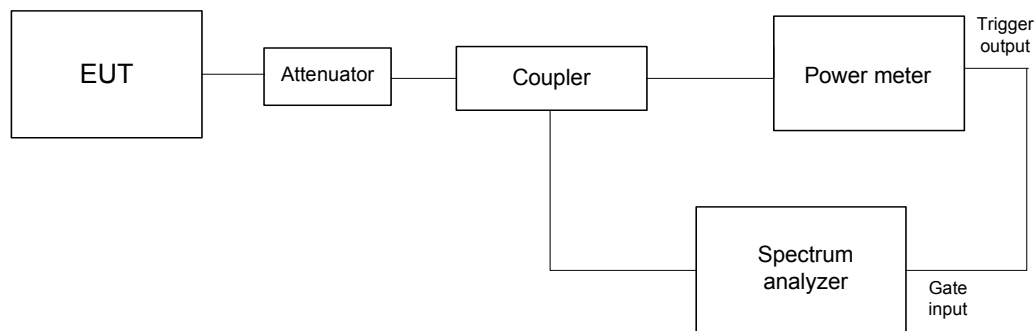 EUT
Attenuator
Coupler
Power meter
Trigger
output
Spectrum
analyzer
Gate
input